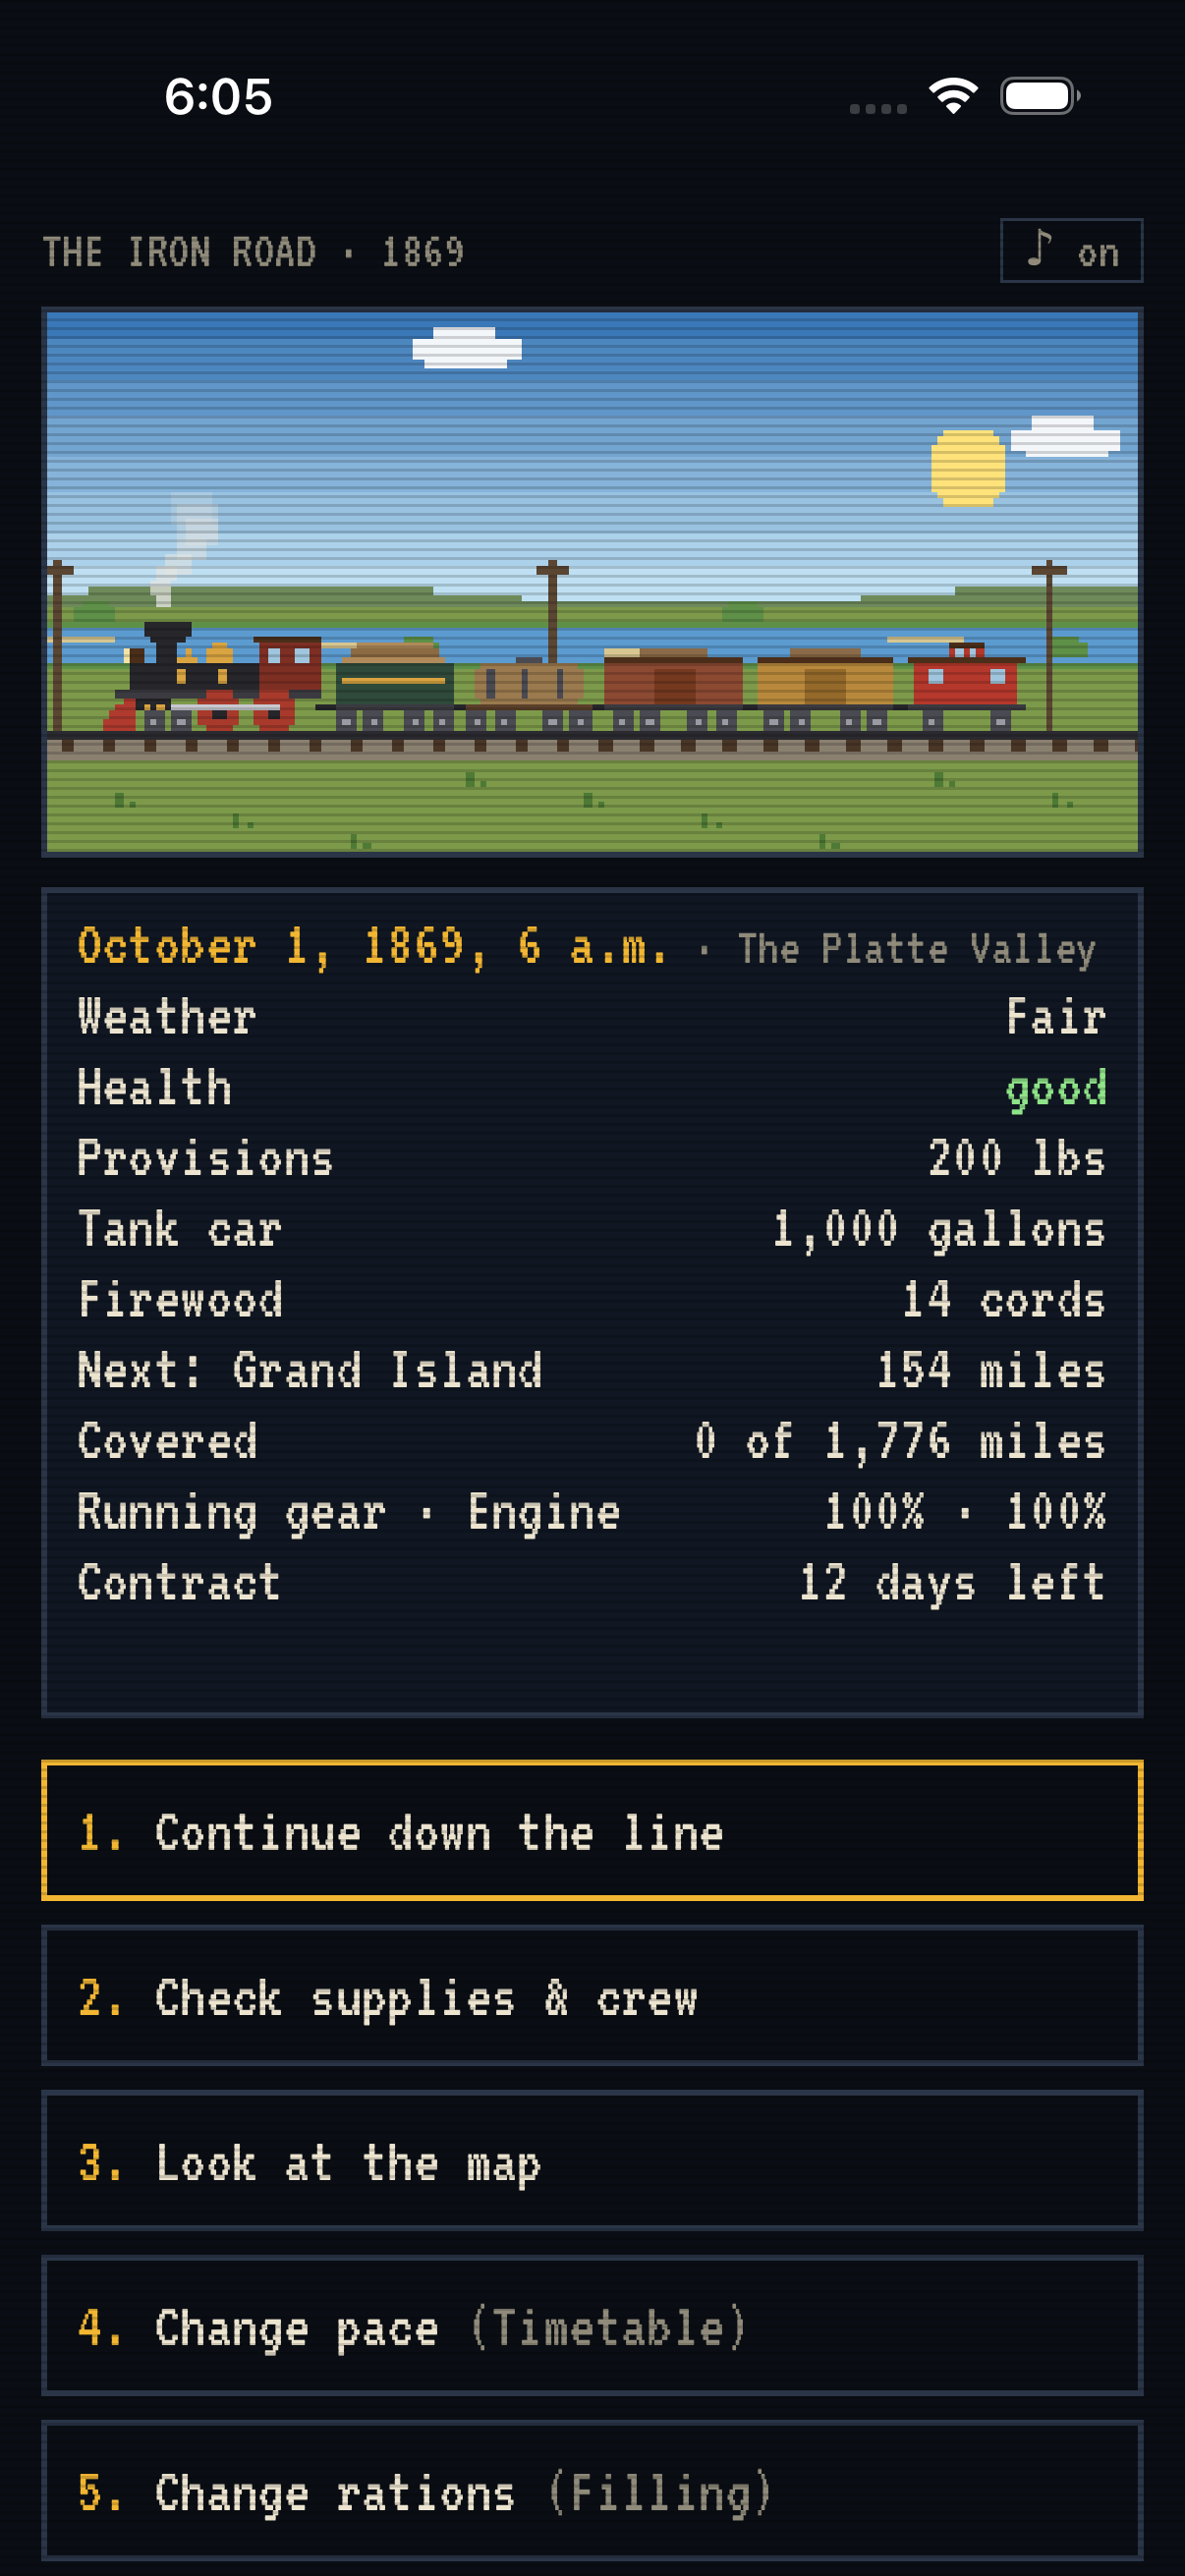 6:05
THE IRON ROAD · 1869
♪ on
October 1, 1869, 6 a.m. · The Platte Valley
Weather Fair
Health good
Provisions 200 lbs
Tank car 1,000 gallons
Firewood 14 cords
Next: Grand Island 154 miles
Covered 0 of 1,776 miles
Running gear · Engine 100% · 100%
Contract 12 days left
1. Continue down the line
2. Check supplies & crew
3. Look at the map
4. Change pace (Timetable)
5. Change rations (Filling)